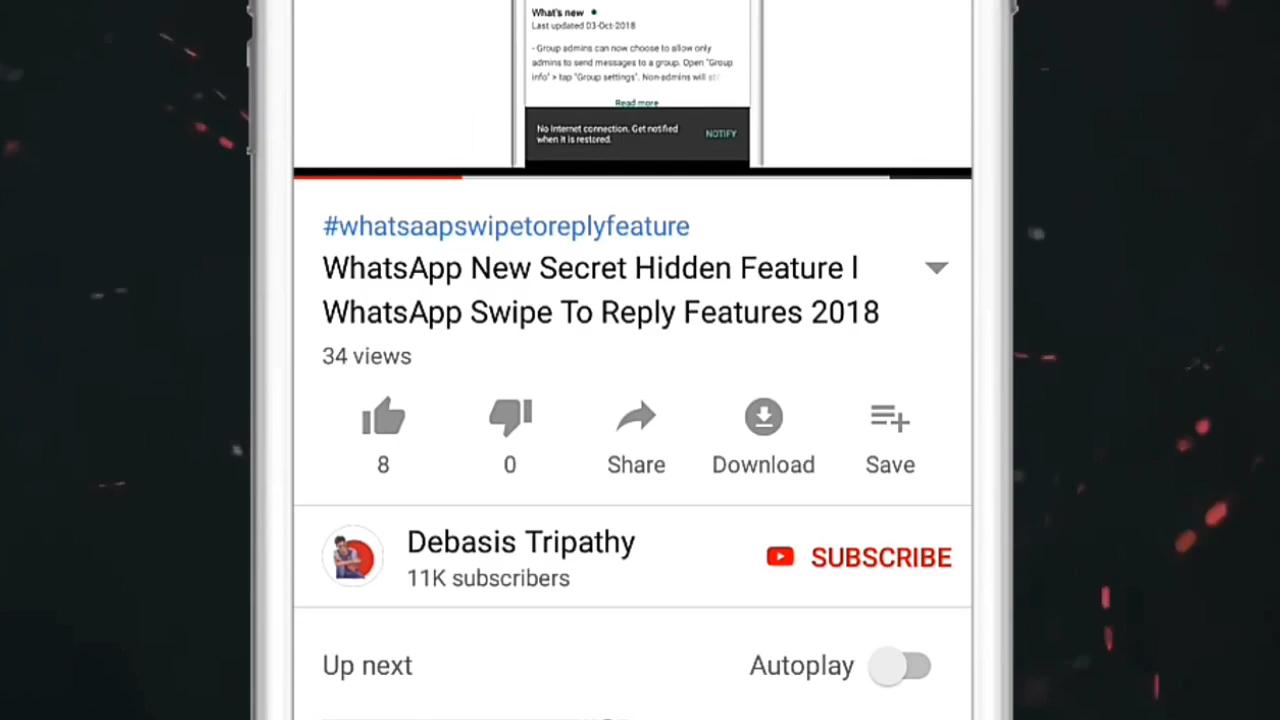 What's new
Last updated 03-Oct-2018
- Group admins can now choose to allow only
admins to send messages to a group. Open "Group
info" > tap "Group settings". Non-admins will
Read more
No Internet connection. Get notified
when it is restored.
NOTIFY
#whatsaapswipetoreplyfeature
WhatsApp New Secret Hidden Feature l
WhatsApp Swipe To Reply Features 2018
34 views
8
0
Share
Download
Save
Debasis Tripathy
11K subscribers
SUBSCRIBE
Up next
Autoplay